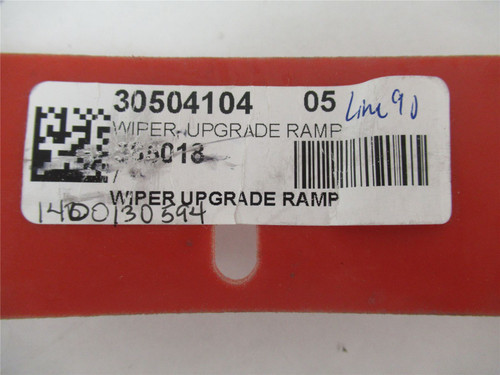 30504104 05 Line 90
WIPER, UPGRADE RAMP
/
WIPER UPGRADE RAMP
1400130594